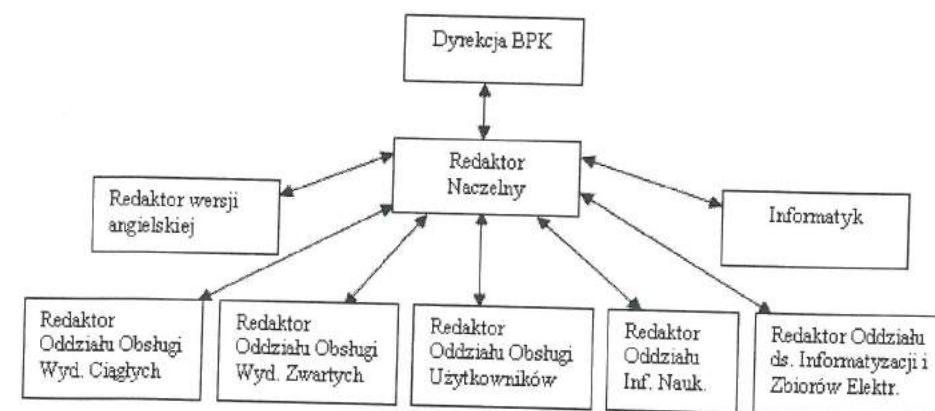 Dyrekcja BPK
Redaktor
Naczelny
Redaktor wersji
angielskiej
Informatyk
Redaktor
Oddziału Obsługi
Wyd. Ciągłych
Redaktor
Oddziału Obsługi
Wyd. Zwartych
Redaktor
Oddziału Obsługi
Użytkowników
Redaktor
Oddziału
Inf. Nauk.
Redaktor Oddziału
ds. Informatyzacji i
Zbiorów Elektr.